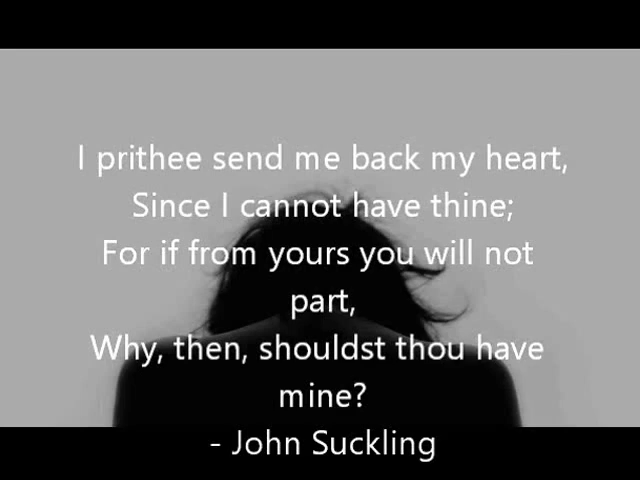 I prithee send me back my heart,
Since I cannot have thine;
For if from yours you will not
part,
Why, then, shouldst thou have
mine?
- John Suckling